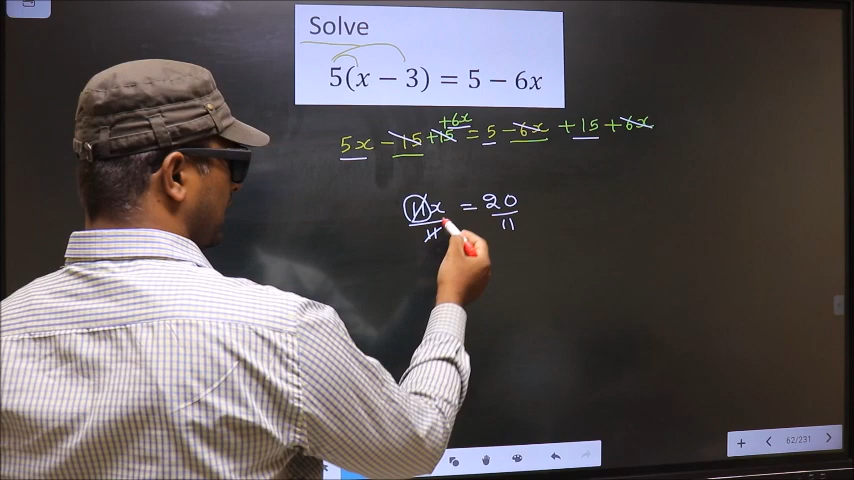 Solve
5(x − 3) = 5 − 6x
+6x
5x − 15 + 15 = 5 − 6x + 15 + 6x
11x = 20
11 11
62/231